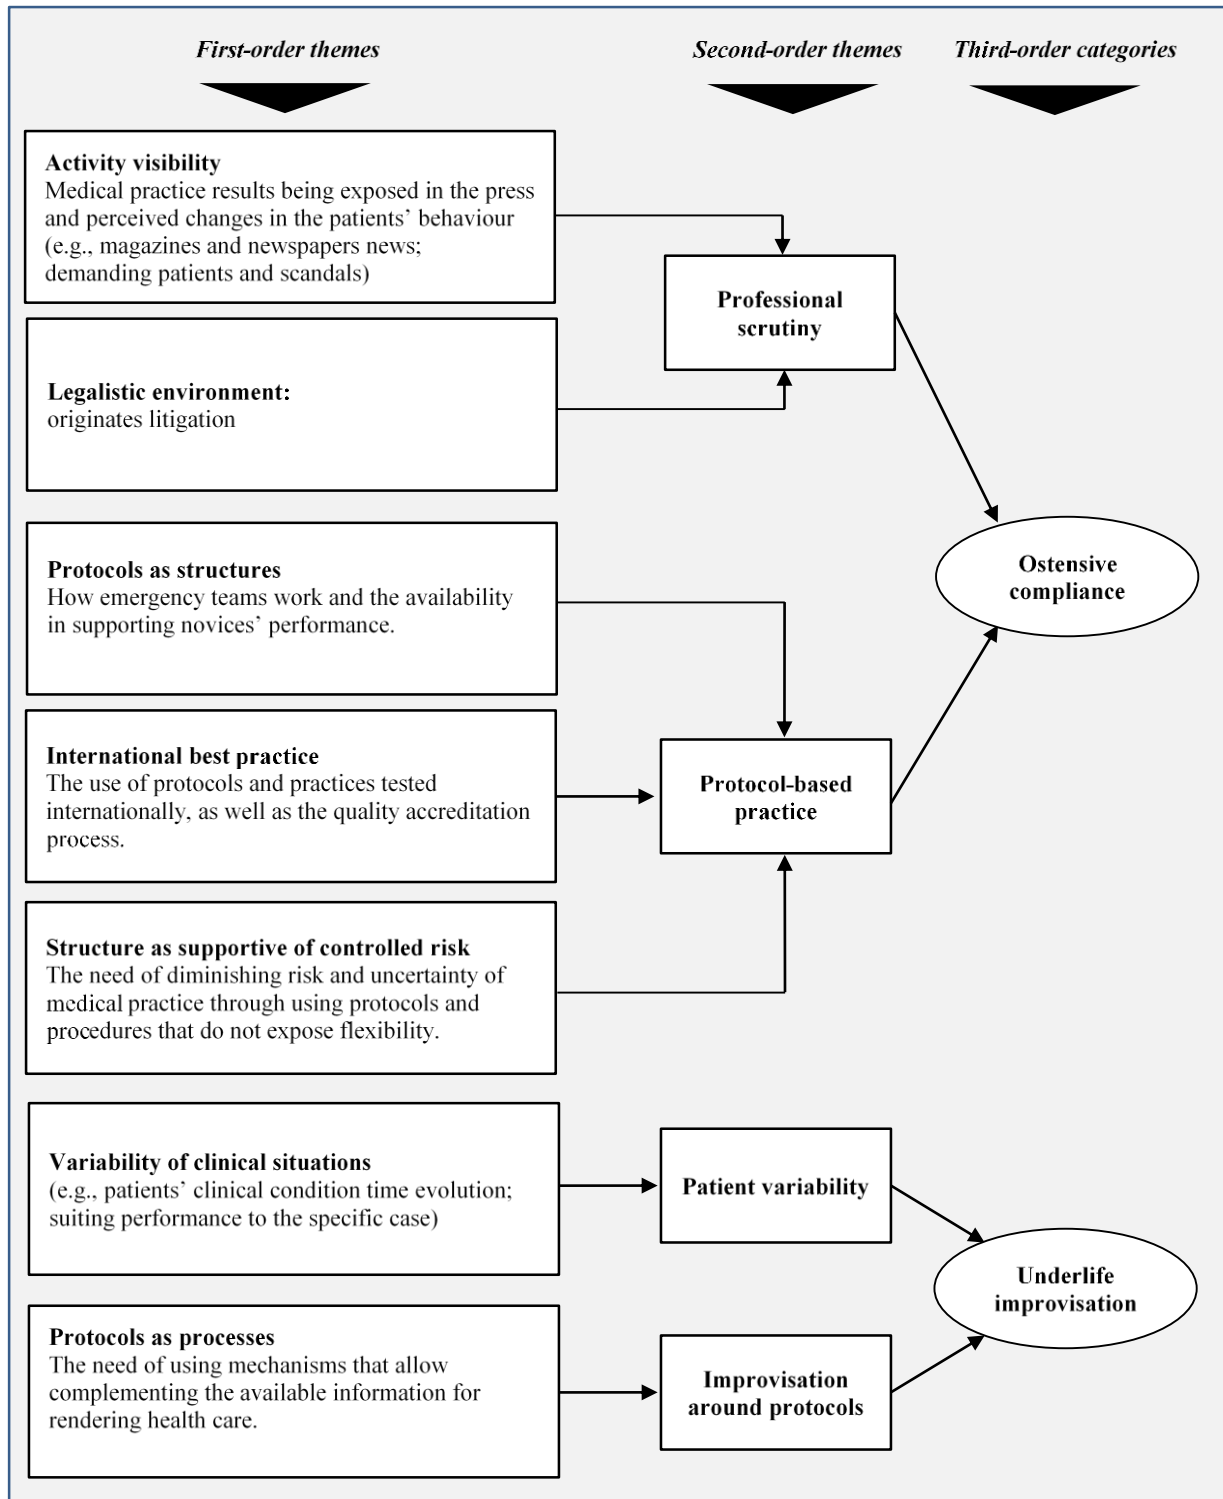 First-order themes
Second-order themes
Third-order categories
Activity visibility
Medical practice results being exposed in the press
and perceived changes in the patients’ behaviour
(e.g., magazines and newspapers news;
demanding patients and scandals)
Professional
scrutiny
Legalistic environment:
originates litigation
Ostensive
compliance
Protocols as structures
How emergency teams work and the availability
in supporting novices’ performance.
International best practice
The use of protocols and practices tested
internationally, as well as the quality accreditation
process.
Protocol-based
practice
Structure as supportive of controlled risk
The need of diminishing risk and uncertainty of
medical practice through using protocols and
procedures that do not expose flexibility.
Variability of clinical situations
(e.g., patients’ clinical condition time evolution;
suiting performance to the specific case)
Patient variability
Underlife
improvisation
Protocols as processes
The need of using mechanisms that allow
complementing the available information for
rendering health care.
Improvisation
around protocols